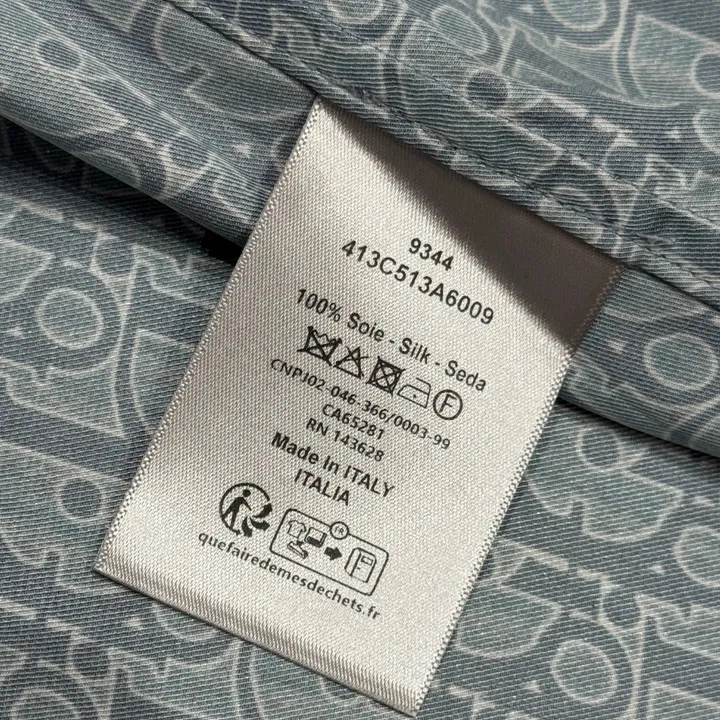 9344
413C513A6009
100% Soie - Silk - Seda
F
CNPJ02-046.366/0003-99
CA65281
RN 143628
Made In ITALY
ITALIA
FR
quefairedemesdechets.fr